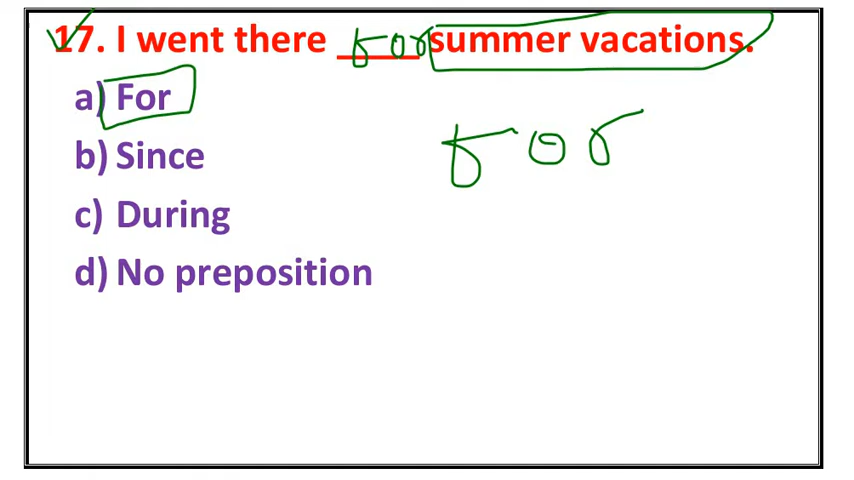 17. I went there for summer vacations.
a) For
for
b) Since
c) During
d) No preposition